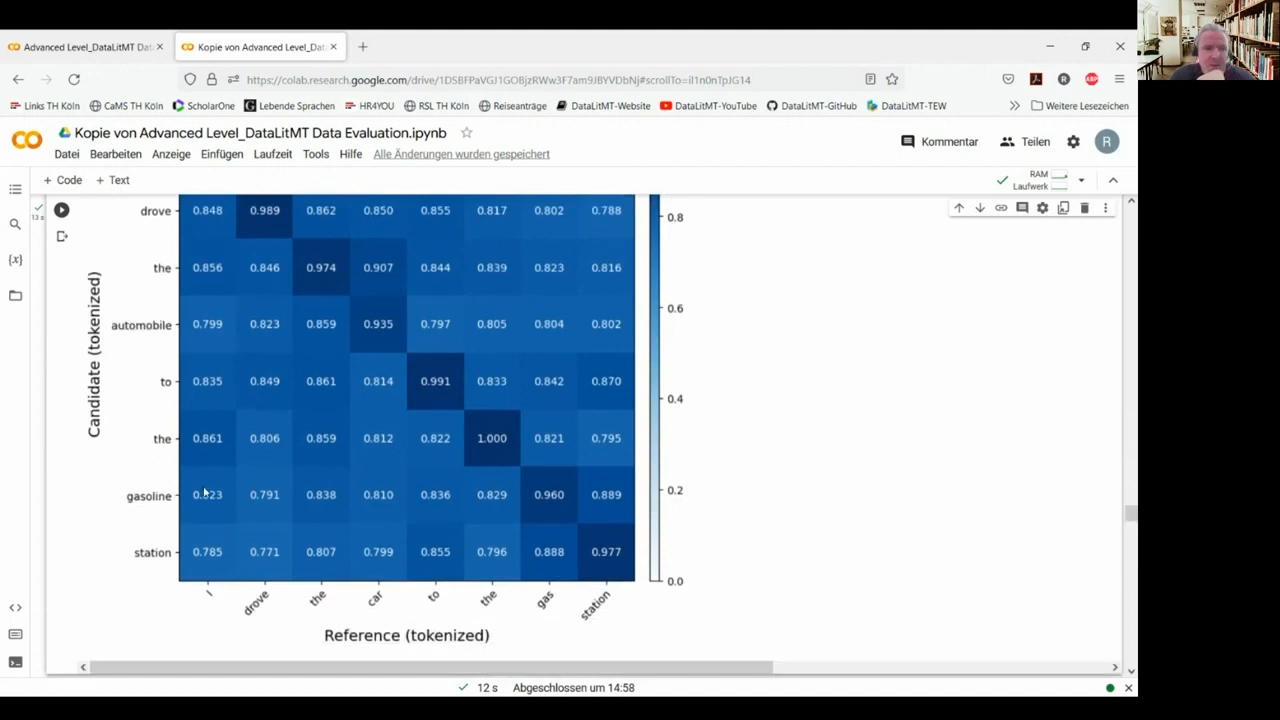 Advanced Level_DataLitMT Dat
Kopie von Advanced Level_Dat
https://colab.research.google.com/drive/1DSBFPaVGJ1GOBjzRWw3F7am9JBYVDbNj#scrollTo=il1n0nTpJG14
Links TH Köln CaMS TH Köln ScholarOne Lebende Sprachen HR4YOU RSL TH Köln Reiseanträge DataLitMT-Website DataLitMT-YouTube DataLitMT-GitHub DataLitMT-TEW Weitere Lesezeichen
Kopie von Advanced Level_DataLitMT Data Evaluation.ipynb
Kommentar Teilen R
Datei Bearbeiten Anzeige Einfügen Laufzeit Tools Hilfe Alle Änderungen wurden gespeichert
+ Code + Text
RAM
Laufwerk
13 s
drove 0.848 0.989 0.862 0.850 0.855 0.817 0.802 0.788
the 0.856 0.846 0.974 0.907 0.844 0.839 0.823 0.816
automobile 0.799 0.823 0.859 0.935 0.797 0.805 0.804 0.802
to 0.835 0.849 0.861 0.814 0.991 0.833 0.842 0.870
the 0.861 0.806 0.859 0.812 0.822 1.000 0.821 0.795
gasoline 0.791 0.838 0.810 0.836 0.829 0.960 0.889
station 0.785 0.771 0.807 0.799 0.855 0.796 0.888 0.977
Candidate (tokenized)
0.8
0.6
0.4
0.2
0.0
I drove the car to the gas station
Reference (tokenized)
12 s Abgeschlossen um 14:58